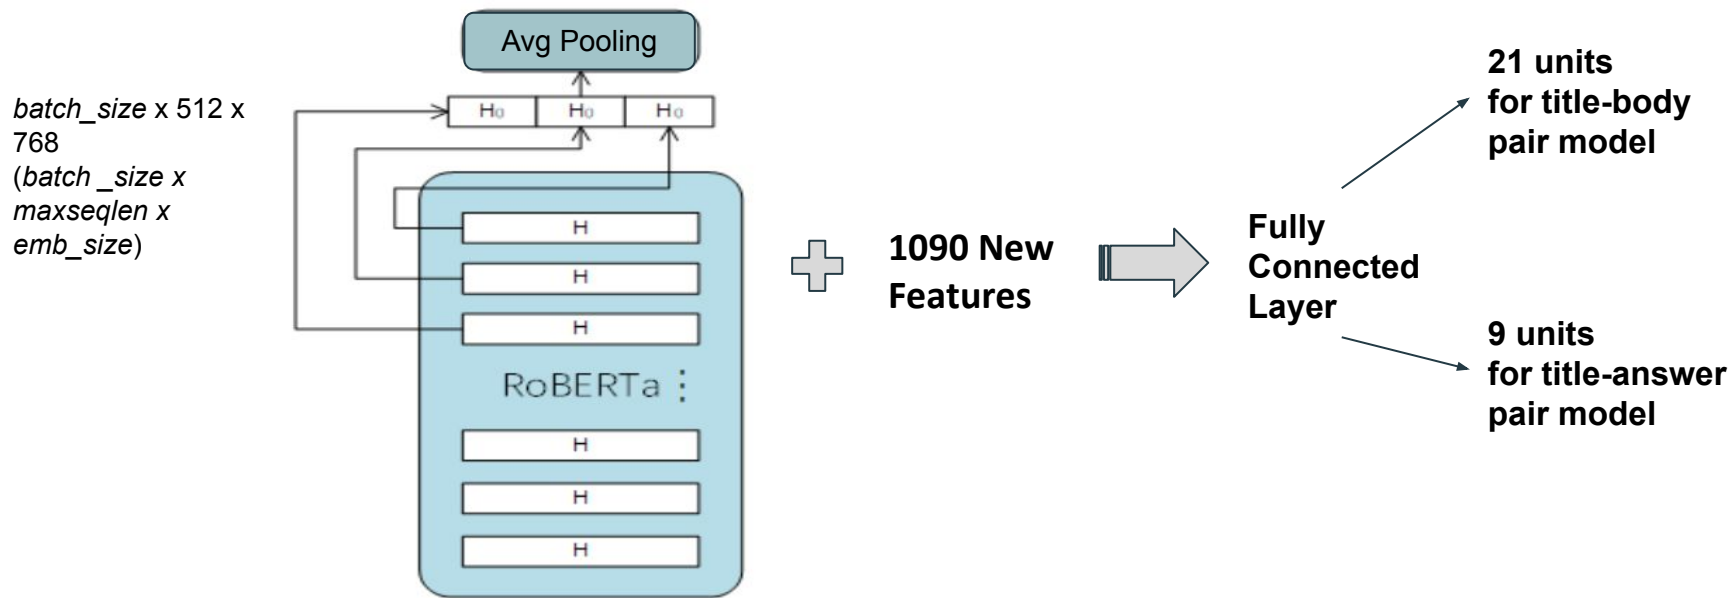 Avg Pooling
batch_size x 512 x
768
(batch _size x
maxseqlen x
emb_size)
H₀ H₀ H₀
H
H
H
RoBERTa ⋮
H
H
H
1090 New
Features
Fully
Connected
Layer
21 units
for title-body
pair model
9 units
for title-answer
pair model